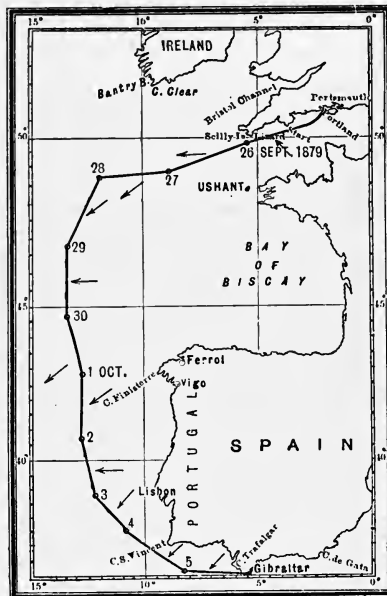 15
10
5
IRELAND
Bantry B.
C. Clear
Bristol Channel
Portsmouth
Portland
Start
50
Scilly Is.
Lizard
26 SEPT. 1879
28
27
USHANT
29
BAY
OF
BISCAY
30
45
1 OCT.
Ferrol
C. Finisterre
Vigo
PORTUGAL
2
SPAIN
40
3
Lisbon
4
C. S. Vincent
Trafalgar
C. de Gata
5
Gibraltar
15
10
5